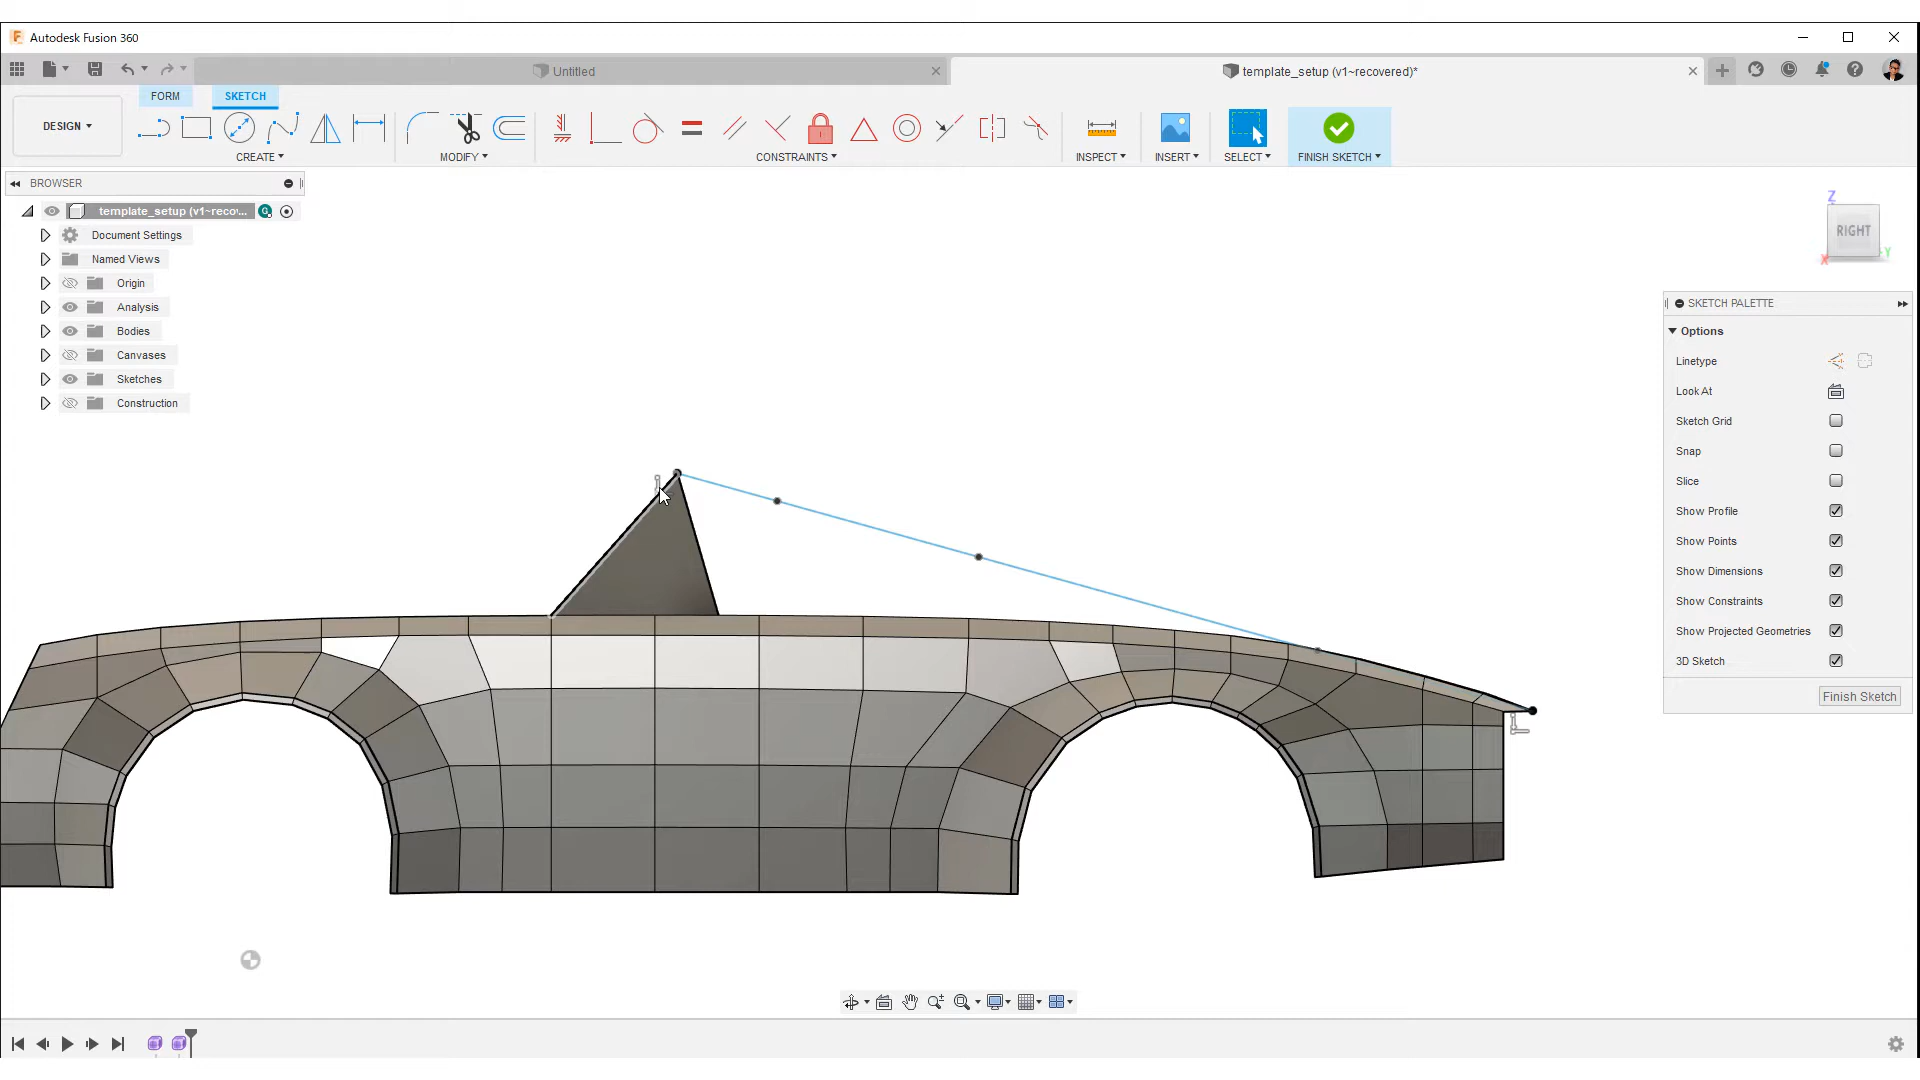 Autodesk Fusion 360
Untitled
template_setup (v1~recovered)*
FORM
SKETCH
DESIGN
CREATE
MODIFY
CONSTRAINTS
INSPECT
INSERT
SELECT
FINISH SKETCH
BROWSER
template_setup (v1~reco...
Document Settings
Named Views
Origin
Analysis
Bodies
Canvases
Sketches
Construction
Z
RIGHT
X
Y
SKETCH PALETTE
Options
Linetype
Look At
Sketch Grid
Snap
Slice
Show Profile
Show Points
Show Dimensions
Show Constraints
Show Projected Geometries
3D Sketch
Finish Sketch